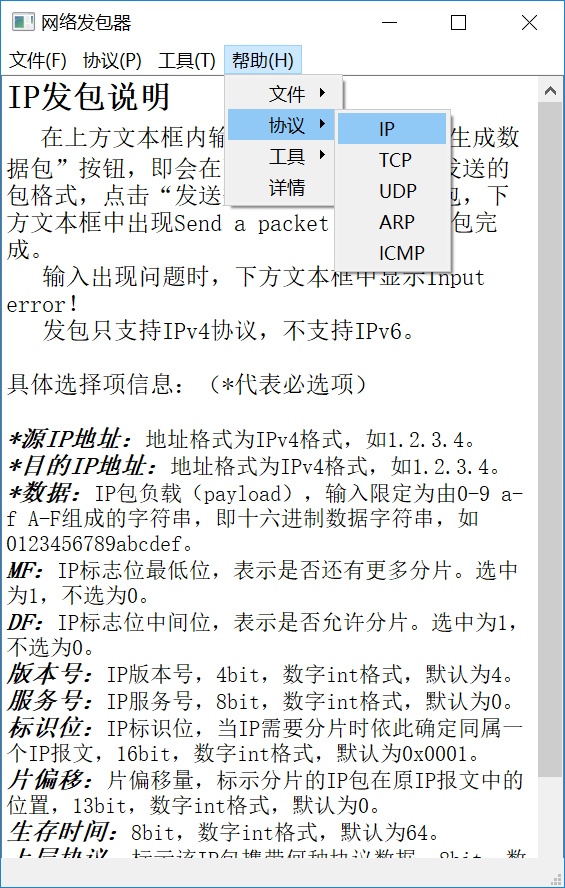 网络发包器
文件(F) 协议(P) 工具(T) 帮助(H)
文件
协议
工具
详情
IP
TCP
UDP
ARP
ICMP
IP发包说明
在上方文本框内输 生成数
据包”按钮，即会在 发送的
包格式，点击“发送 包，下
方文本框中出现Send a packet 包完
成。
输入出现问题时，下方文本框中显示Input
error!
发包只支持IPv4协议，不支持IPv6。
具体选择项信息：（*代表必选项）
*源IP地址：地址格式为IPv4格式，如1.2.3.4。
*目的IP地址：地址格式为IPv4格式，如1.2.3.4。
*数据：IP包负载（payload），输入限定为由0-9 a-
f A-F组成的字符串，即十六进制数据字符串，如
0123456789abcdef。
MF：IP标志位最低位，表示是否还有更多分片。选中
为1，不选为0。
DF：IP标志位中间位，表示是否允许分片。选中为1，
不选为0。
版本号：IP版本号，4bit，数字int格式，默认为4。
服务号：IP服务号，8bit，数字int格式，默认为0。
标识位：IP标识位，当IP需要分片时依此确定同属一
个IP报文，16bit，数字int格式，默认为0x0001。
片偏移：片偏移量，标示分片的IP包在原IP报文中的
位置，13bit，数字int格式，默认为0。
生存时间：8bit，数字int格式，默认为64。
上层协议：标示该IP包携带何种协议数据，8bit，数